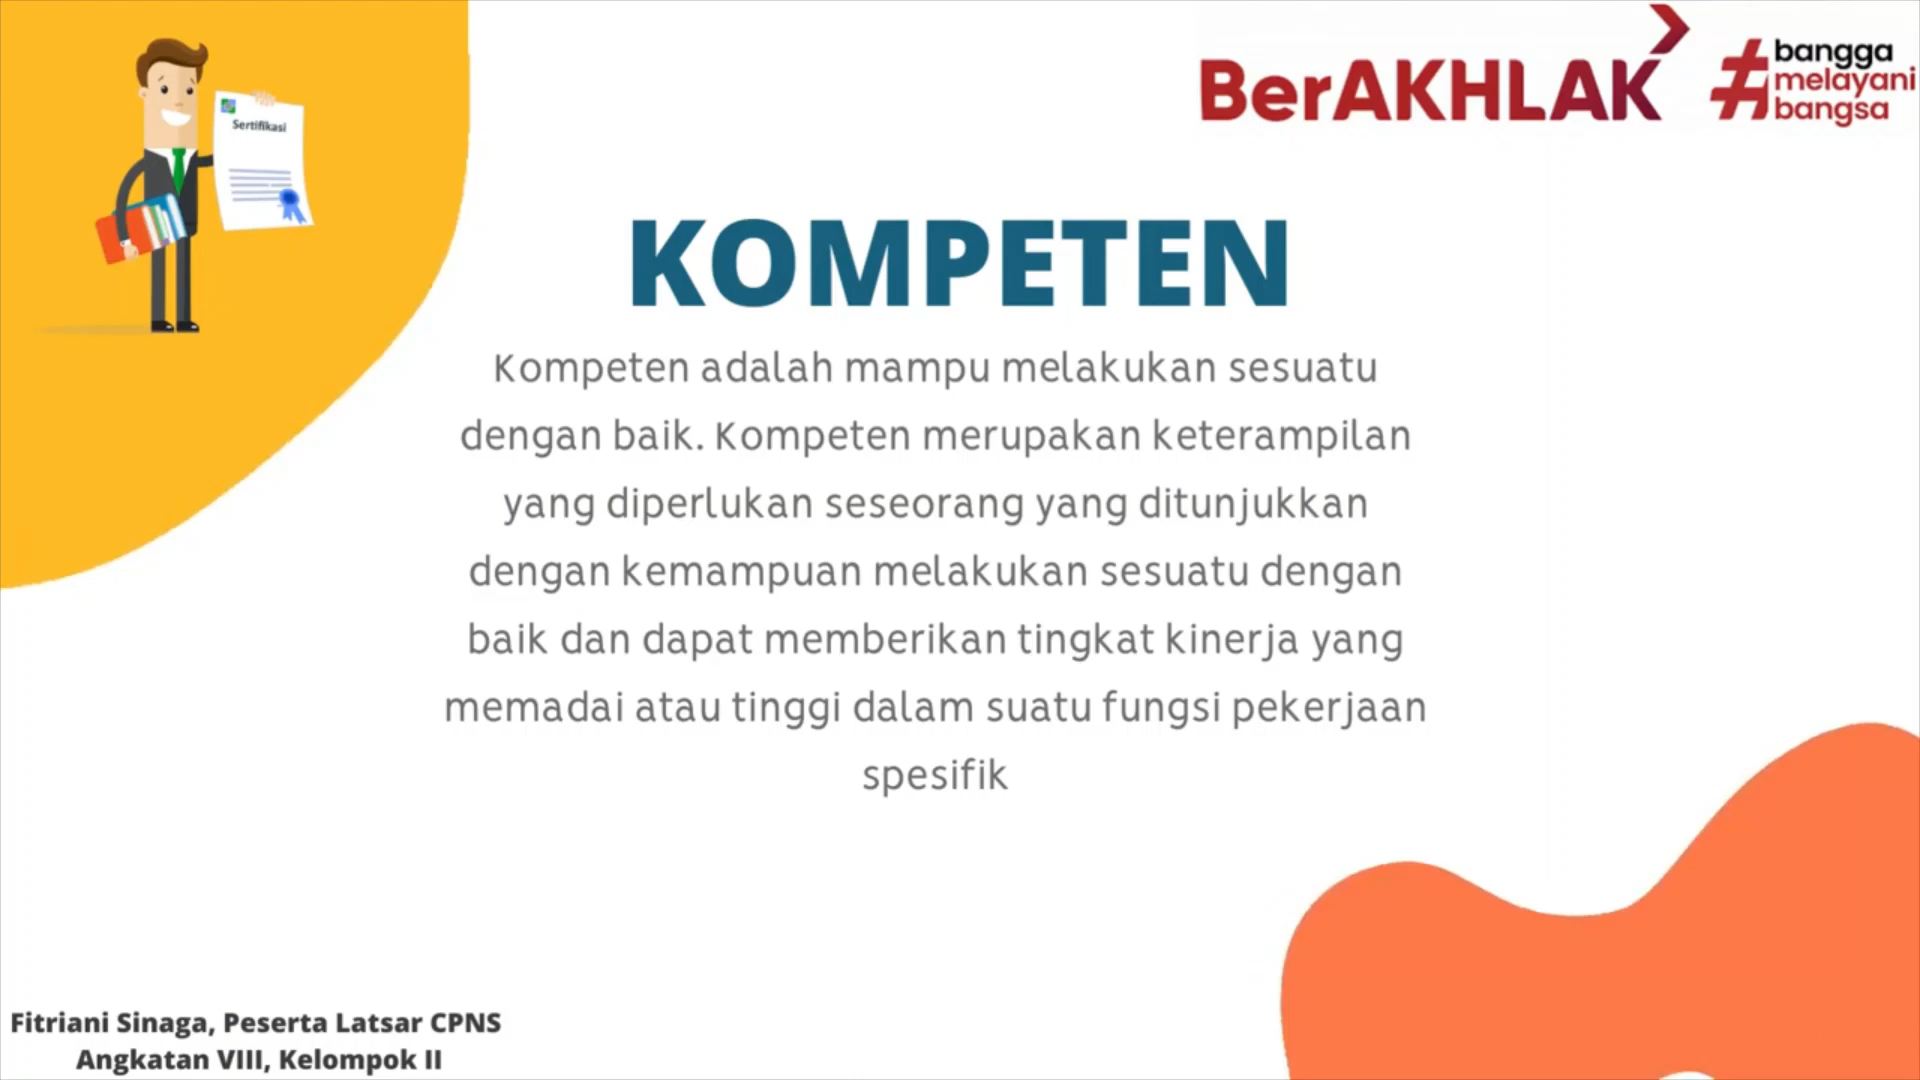 Sertifikasi
BerAKHLAK
# bangga
melayani
bangsa
KOMPETEN
Kompeten adalah mampu melakukan sesuatu
dengan baik. Kompeten merupakan keterampilan
yang diperlukan seseorang yang ditunjukkan
dengan kemampuan melakukan sesuatu dengan
baik dan dapat memberikan tingkat kinerja yang
memadai atau tinggi dalam suatu fungsi pekerjaan
spesifik
Fitriani Sinaga, Peserta Latsar CPNS
Angkatan VIII, Kelompok II